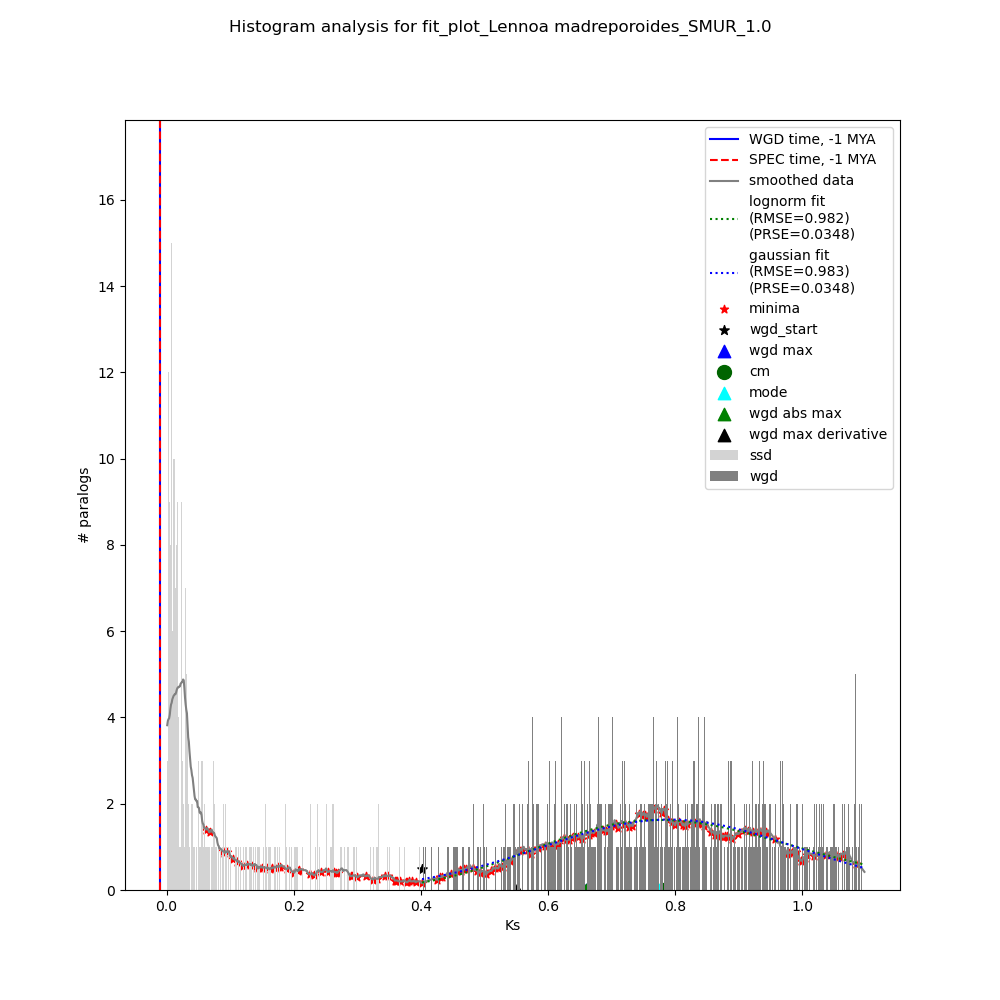 Histogram analysis for fit_plot_Lennoa madreporoides_SMUR_1.0
WGD time, -1 MYA
SPEC time, -1 MYA
smoothed data
lognorm fit
(RMSE=0.982)
(PRSE=0.0348)
gaussian fit
(RMSE=0.983)
(PRSE=0.0348)
minima
wgd_start
wgd max
cm
mode
wgd abs max
wgd max derivative
ssd
wgd
# paralogs
16
14
12
10
8
6
4
2
0
0.0 0.2 0.4 0.6 0.8 1.0
Ks